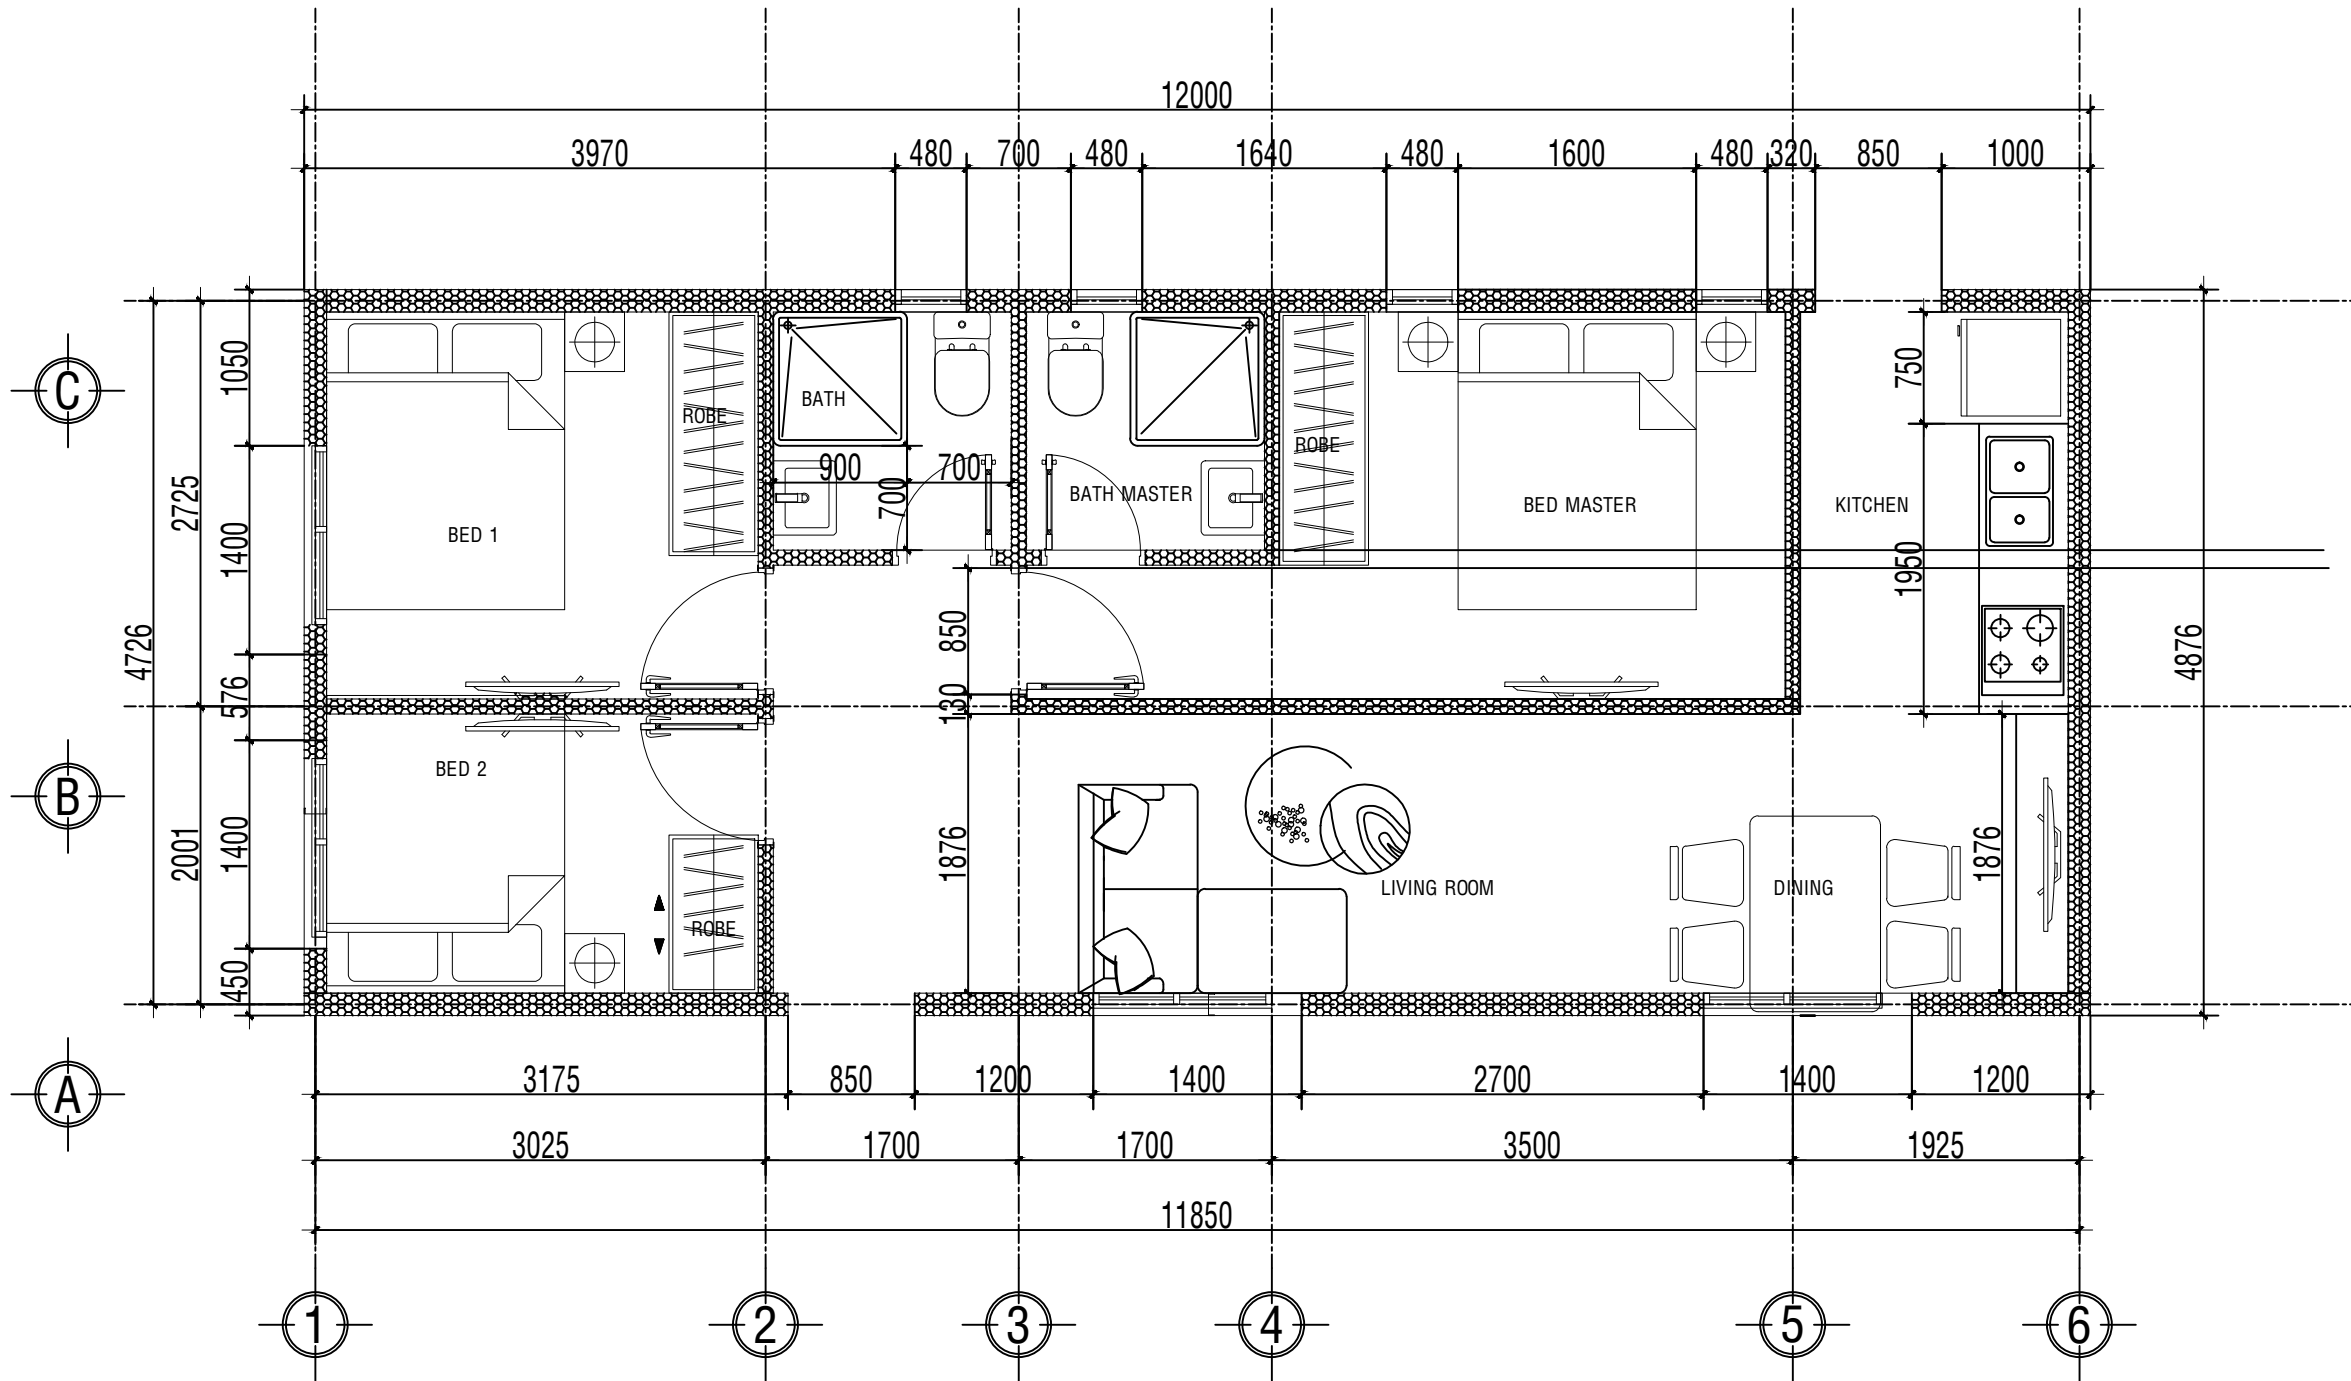 12000
3970 480 700 480 1640 480 1600 480 320 850 1000
C
B
A
4726
2725
2001
1050
1400
576
1400
450
BED 1
ROBE
BATH
900 700
700
BATH MASTER
ROBE
BED MASTER
KITCHEN
750
1950
4876
850
130
1876
BED 2
ROBE
LIVING ROOM
DINING
1876
3175 850 1200 1400 2700 1400 1200
3025 1700 1700 3500 1925
11850
1 2 3 4 5 6